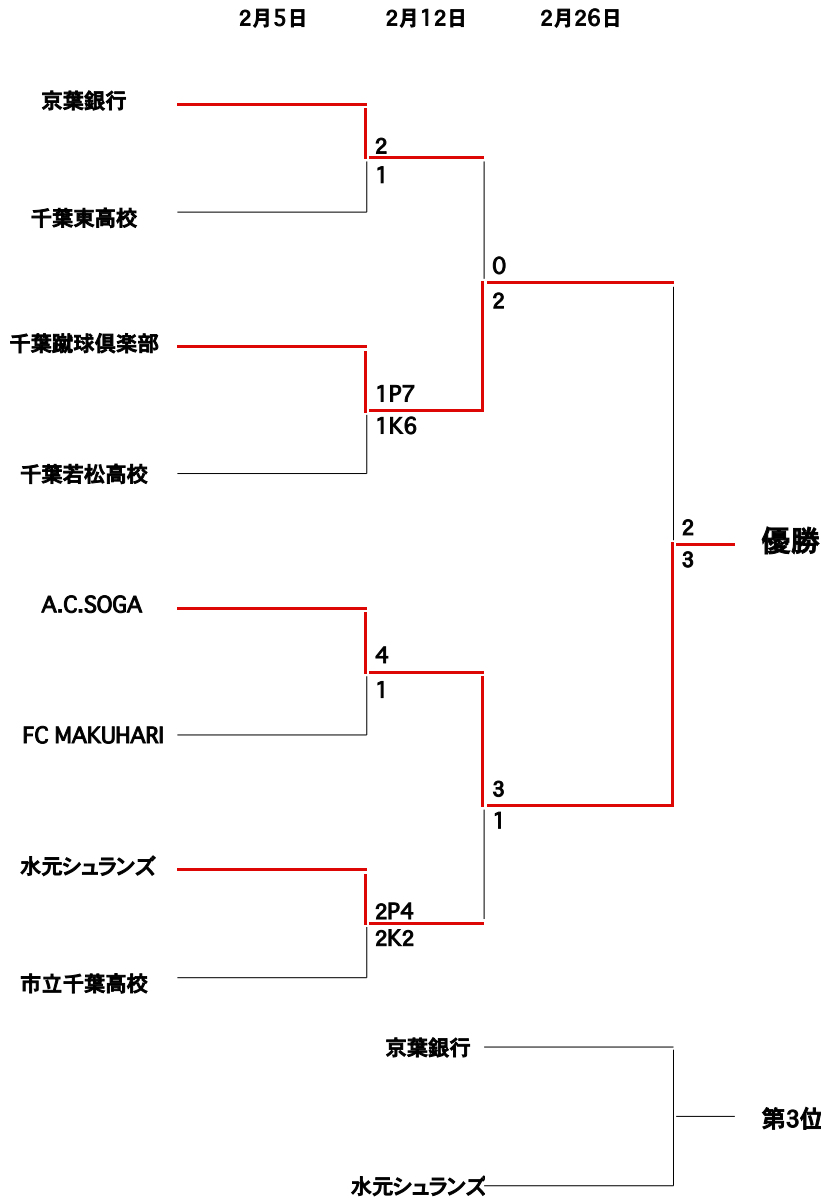 2月5日 2月12日 2月26日
京葉銀行
2
1
千葉東高校
0
2
千葉蹴球倶楽部
1P7
1K6
千葉若松高校
2
優勝
3
A.C.SOGA
4
1
FC MAKUHARI
3
1
水元シュランズ
2P4
2K2
市立千葉高校
京葉銀行
第3位
水元シュランズ